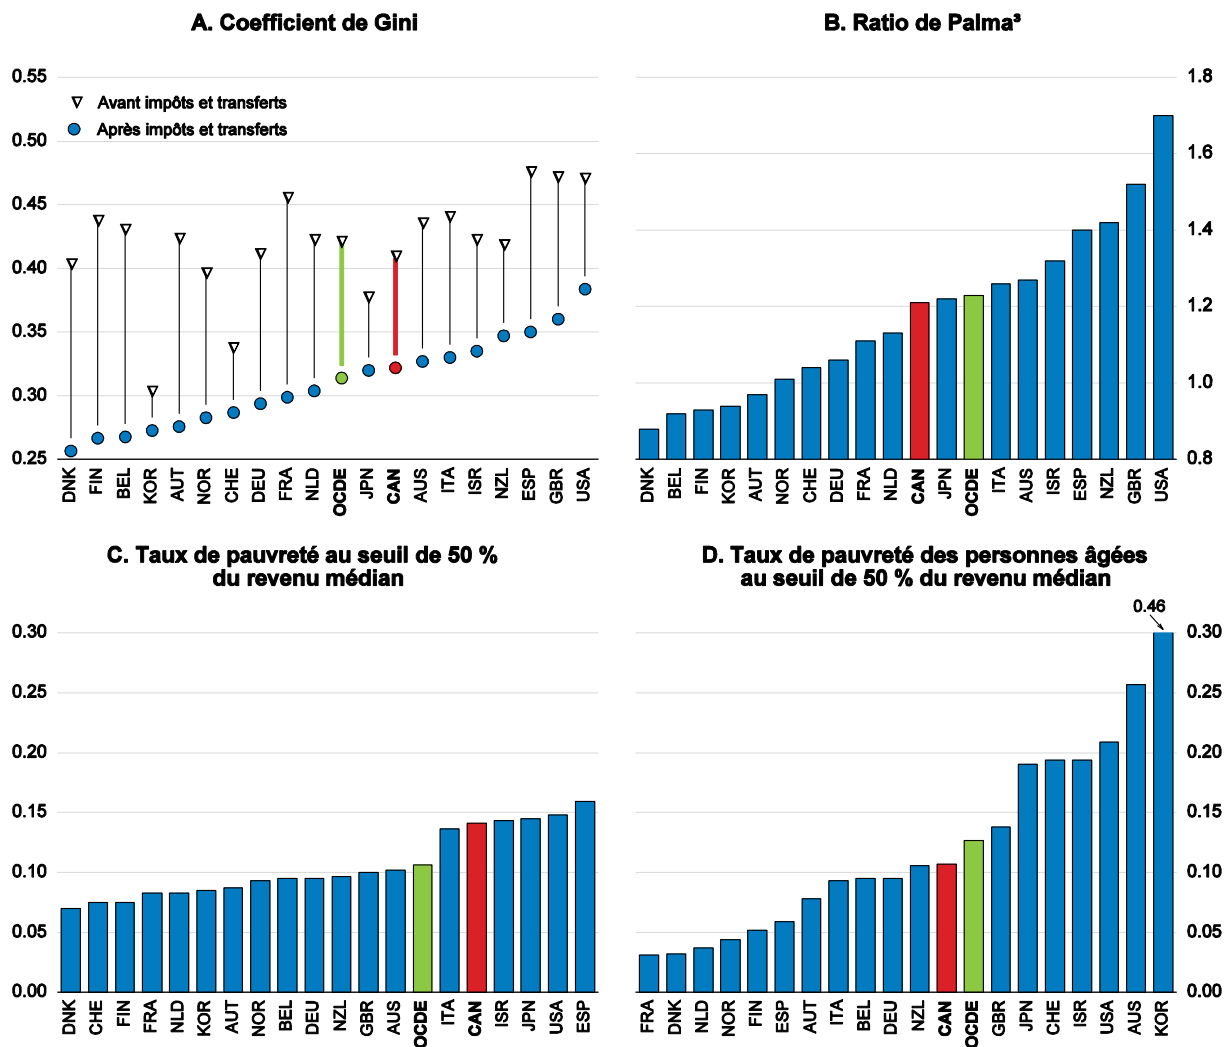 A. Coefficient de Gini
0.55
0.50
0.45
0.40
0.35
0.30
0.25
Avant impôts et transferts
Après impôts et transferts
DNK FIN BEL KOR AUT NOR CHE DEU FRA NLD OCDE JPN CAN AUS ITA ISR NZL ESP GBR USA
B. Ratio de Palma³
1.8
1.6
1.4
1.2
1.0
0.8
DNK BEL FIN KOR AUT NOR CHE DEU FRA NLD CAN JPN OCDE ITA AUS ISR ESP NZL GBR USA
C. Taux de pauvreté au seuil de 50 %
du revenu médian
0.30
0.25
0.20
0.15
0.10
0.05
0.00
DNK CHE FIN FRA NLD KOR AUT NOR BEL DEU NZL GBR AUS OCDE ITA CAN ISR JPN USA ESP
D. Taux de pauvreté des personnes âgées
au seuil de 50 % du revenu médian
0.46
0.30
0.25
0.20
0.15
0.10
0.05
0.00
FRA DNK NLD NOR FIN ESP AUT ITA BEL DEU NZL CAN OCDE GBR JPN CHE ISR USA AUS KOR